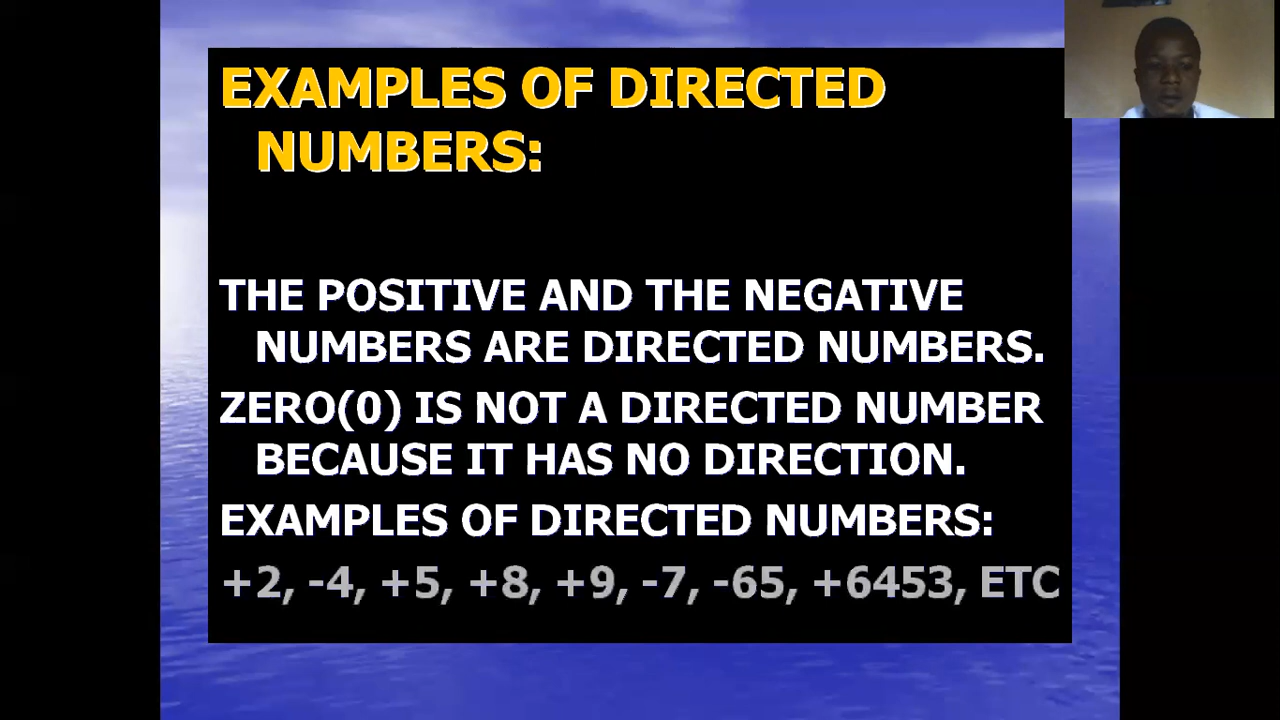 EXAMPLES OF DIRECTED
NUMBERS:
THE POSITIVE AND THE NEGATIVE
NUMBERS ARE DIRECTED NUMBERS.
ZERO(0) IS NOT A DIRECTED NUMBER
BECAUSE IT HAS NO DIRECTION.
EXAMPLES OF DIRECTED NUMBERS:
+2, -4, +5, +8, +9, -7, -65, +6453, ETC